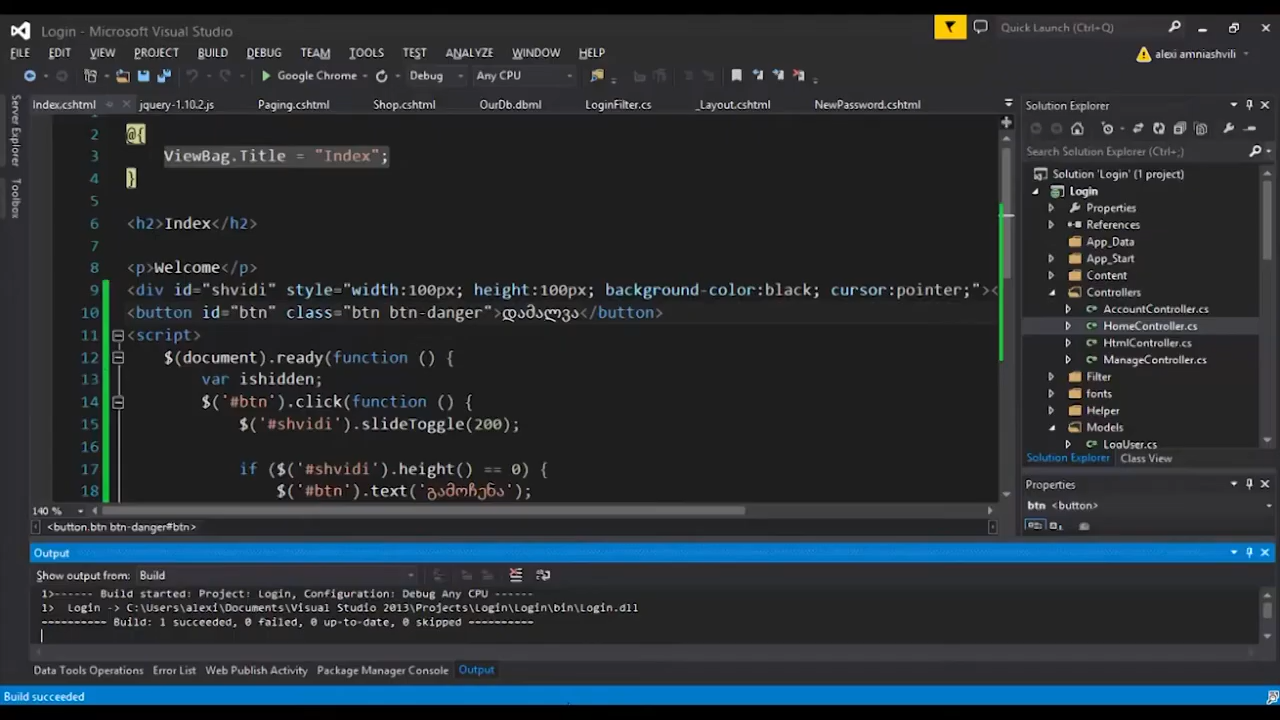 Login - Microsoft Visual Studio
Quick Launch (Ctrl+Q)
FILE EDIT VIEW PROJECT BUILD DEBUG TEAM TOOLS TEST ANALYZE WINDOW HELP
alexi amniashvili
Google Chrome Debug Any CPU
Server Explorer
Toolbox
Index.cshtml jquery-1.10.2.js Paging.cshtml Shop.cshtml OurDb.dbml LoginFilter.cs _Layout.cshtml NewPassword.cshtml
2 @{
3 ViewBag.Title = "Index";
4 }
5
6 <h2>Index</h2>
7
8 <p>Welcome</p>
9 <div id="shvidi" style="width:100px; height:100px; background-color:black; cursor:pointer;"><
10 <button id="btn" class="btn btn-danger">დამალვა</button>
11 <script>
12 $(document).ready(function () {
13 var ishidden;
14 $('#btn').click(function () {
15 $('#shvidi').slideToggle(200);
16
17 if ($('#shvidi').height() == 0) {
18 $('#btn').text('გამოჩენა');
140 %
<button.btn btn-danger#btn>
Solution Explorer
Search Solution Explorer (Ctrl+;)
Solution 'Login' (1 project)
Login
Properties
References
App_Data
App_Start
Content
Controllers
AccountController.cs
HomeController.cs
HtmlController.cs
ManageController.cs
Filter
fonts
Helper
Models
LogUser.cs
Solution Explorer Class View
Properties
btn <button>
Output
Show output from: Build
1>------ Build started: Project: Login, Configuration: Debug Any CPU ------
1> Login -> C:\Users\alexi\Documents\Visual Studio 2013\Projects\Login\Login\bin\Login.dll
========== Build: 1 succeeded, 0 failed, 0 up-to-date, 0 skipped ==========
Data Tools Operations Error List Web Publish Activity Package Manager Console Output
Build succeeded